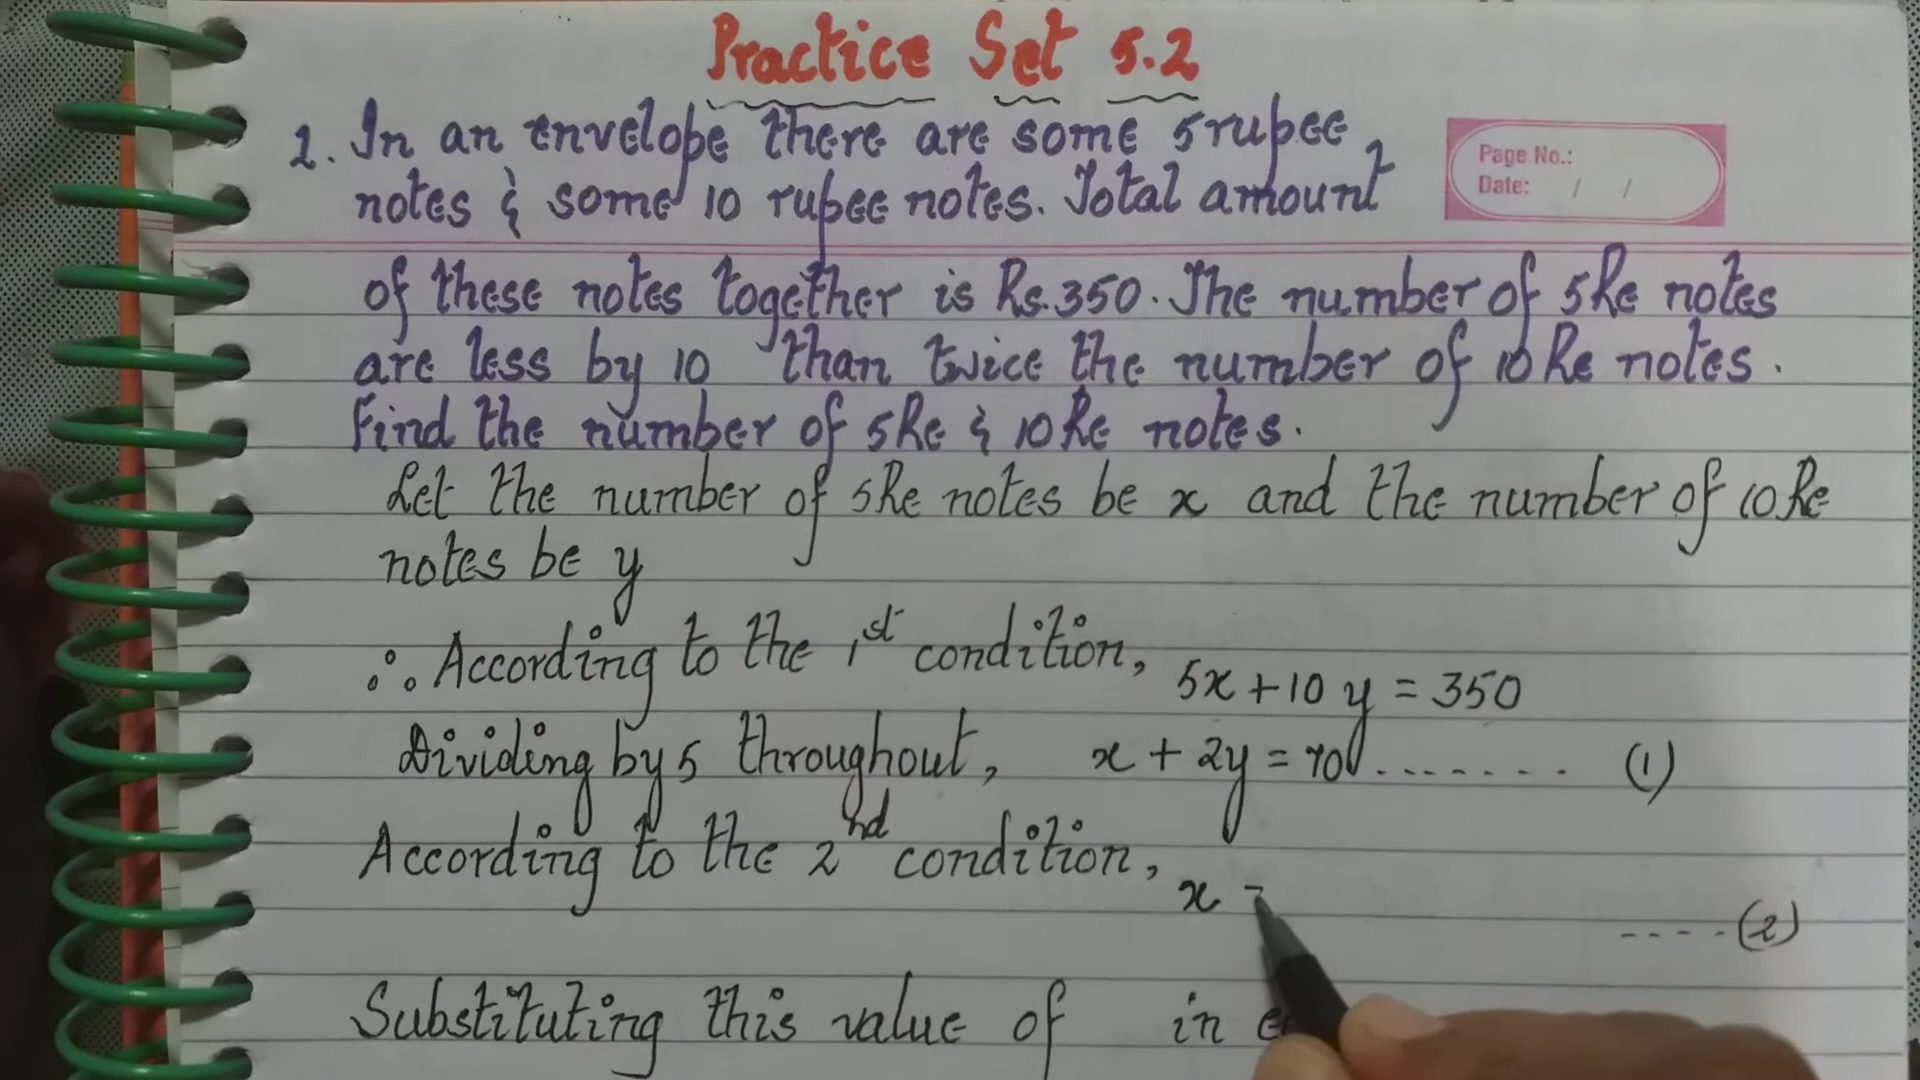 Practice Set 5.2
1. In an envelope there are some 5 rupee
notes & some 10 rupee notes. Total amount
Page No.:
Date: / /
of these notes together is Rs.350. The number of 5Re notes
are less by 10 than twice the number of 10 Re notes.
Find the number of 5Re & 10Re notes.
Let the number of 5Re notes be x and the number of 10Re
notes be y
∴ According to the 1st condition, 5x+10y = 350
Dividing by 5 throughout, x + 2y = 70 ....... (1)
According to the 2nd condition,
x =
----(2)
Substituting this value of in